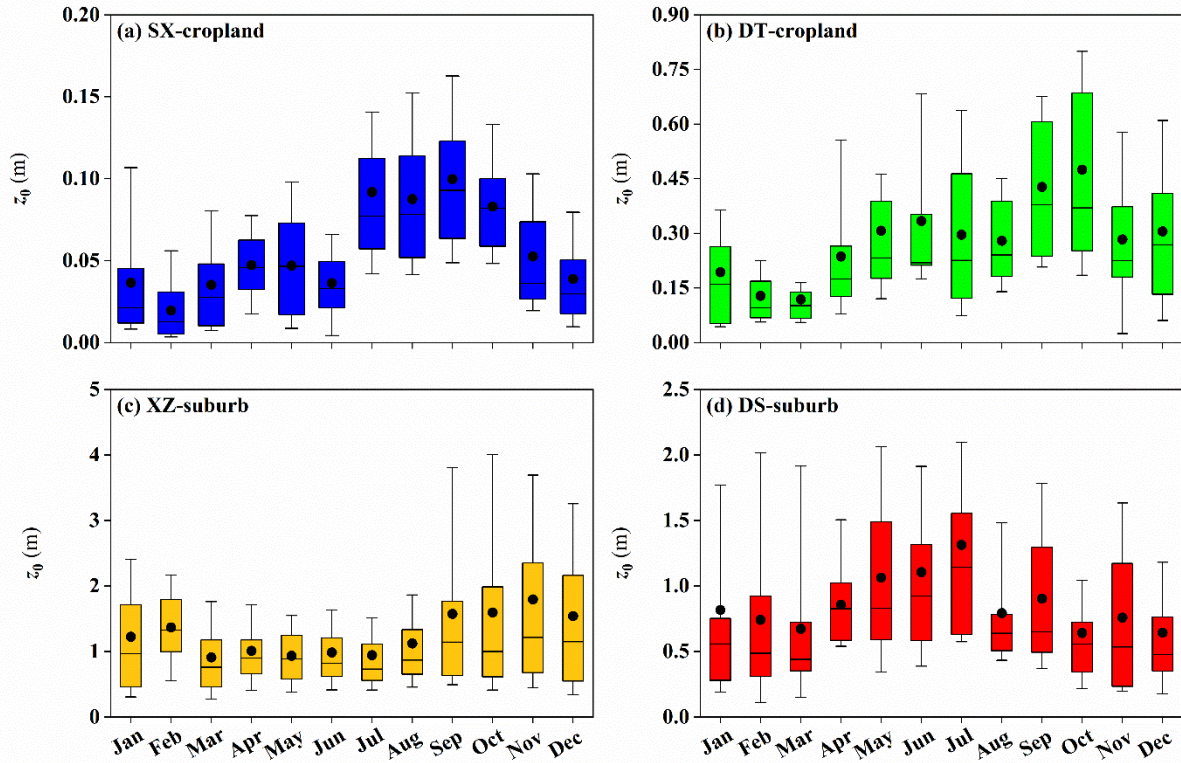 (a) SX-cropland
0.20
0.15
0.10
0.05
0.00
z0 (m)
(b) DT-cropland
0.90
0.75
0.60
0.45
0.30
0.15
0.00
z0 (m)
(c) XZ-suburb
5
4
3
2
1
0
z0 (m)
Jan Feb Mar Apr May Jun Jul Aug Sep Oct Nov Dec
(d) DS-suburb
2.5
2.0
1.5
1.0
0.5
0.0
z0 (m)
Jan Feb Mar Apr May Jun Jul Aug Sep Oct Nov Dec